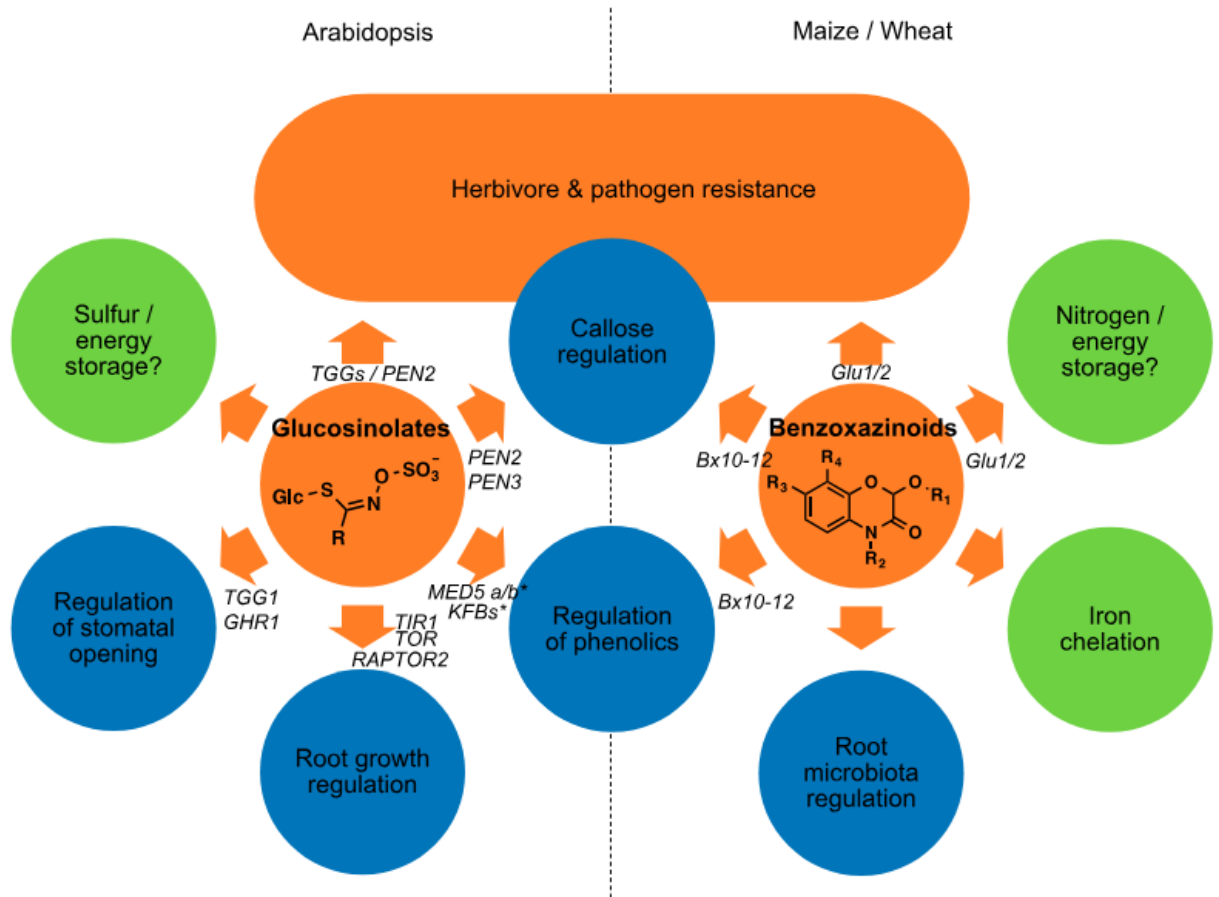 Arabidopsis
Maize / Wheat
Herbivore & pathogen resistance
Sulfur /
energy
storage?
Callose
regulation
Nitrogen /
energy
storage?
TGGs / PEN2
Glu1/2
Glucosinolates
PEN2
PEN3
Glc
S
N
O
SO3−
R
Bx10-12
Benzoxazinoids
Glu1/2
R4
R3
O
O
R1
N
O
R2
TGG1
GHR1
MED5 a/b*
KFBs*
TIR1
TOR
RAPTOR2
Bx10-12
Regulation
of stomatal
opening
Regulation
of phenolics
Iron
chelation
Root growth
regulation
Root
microbiota
regulation